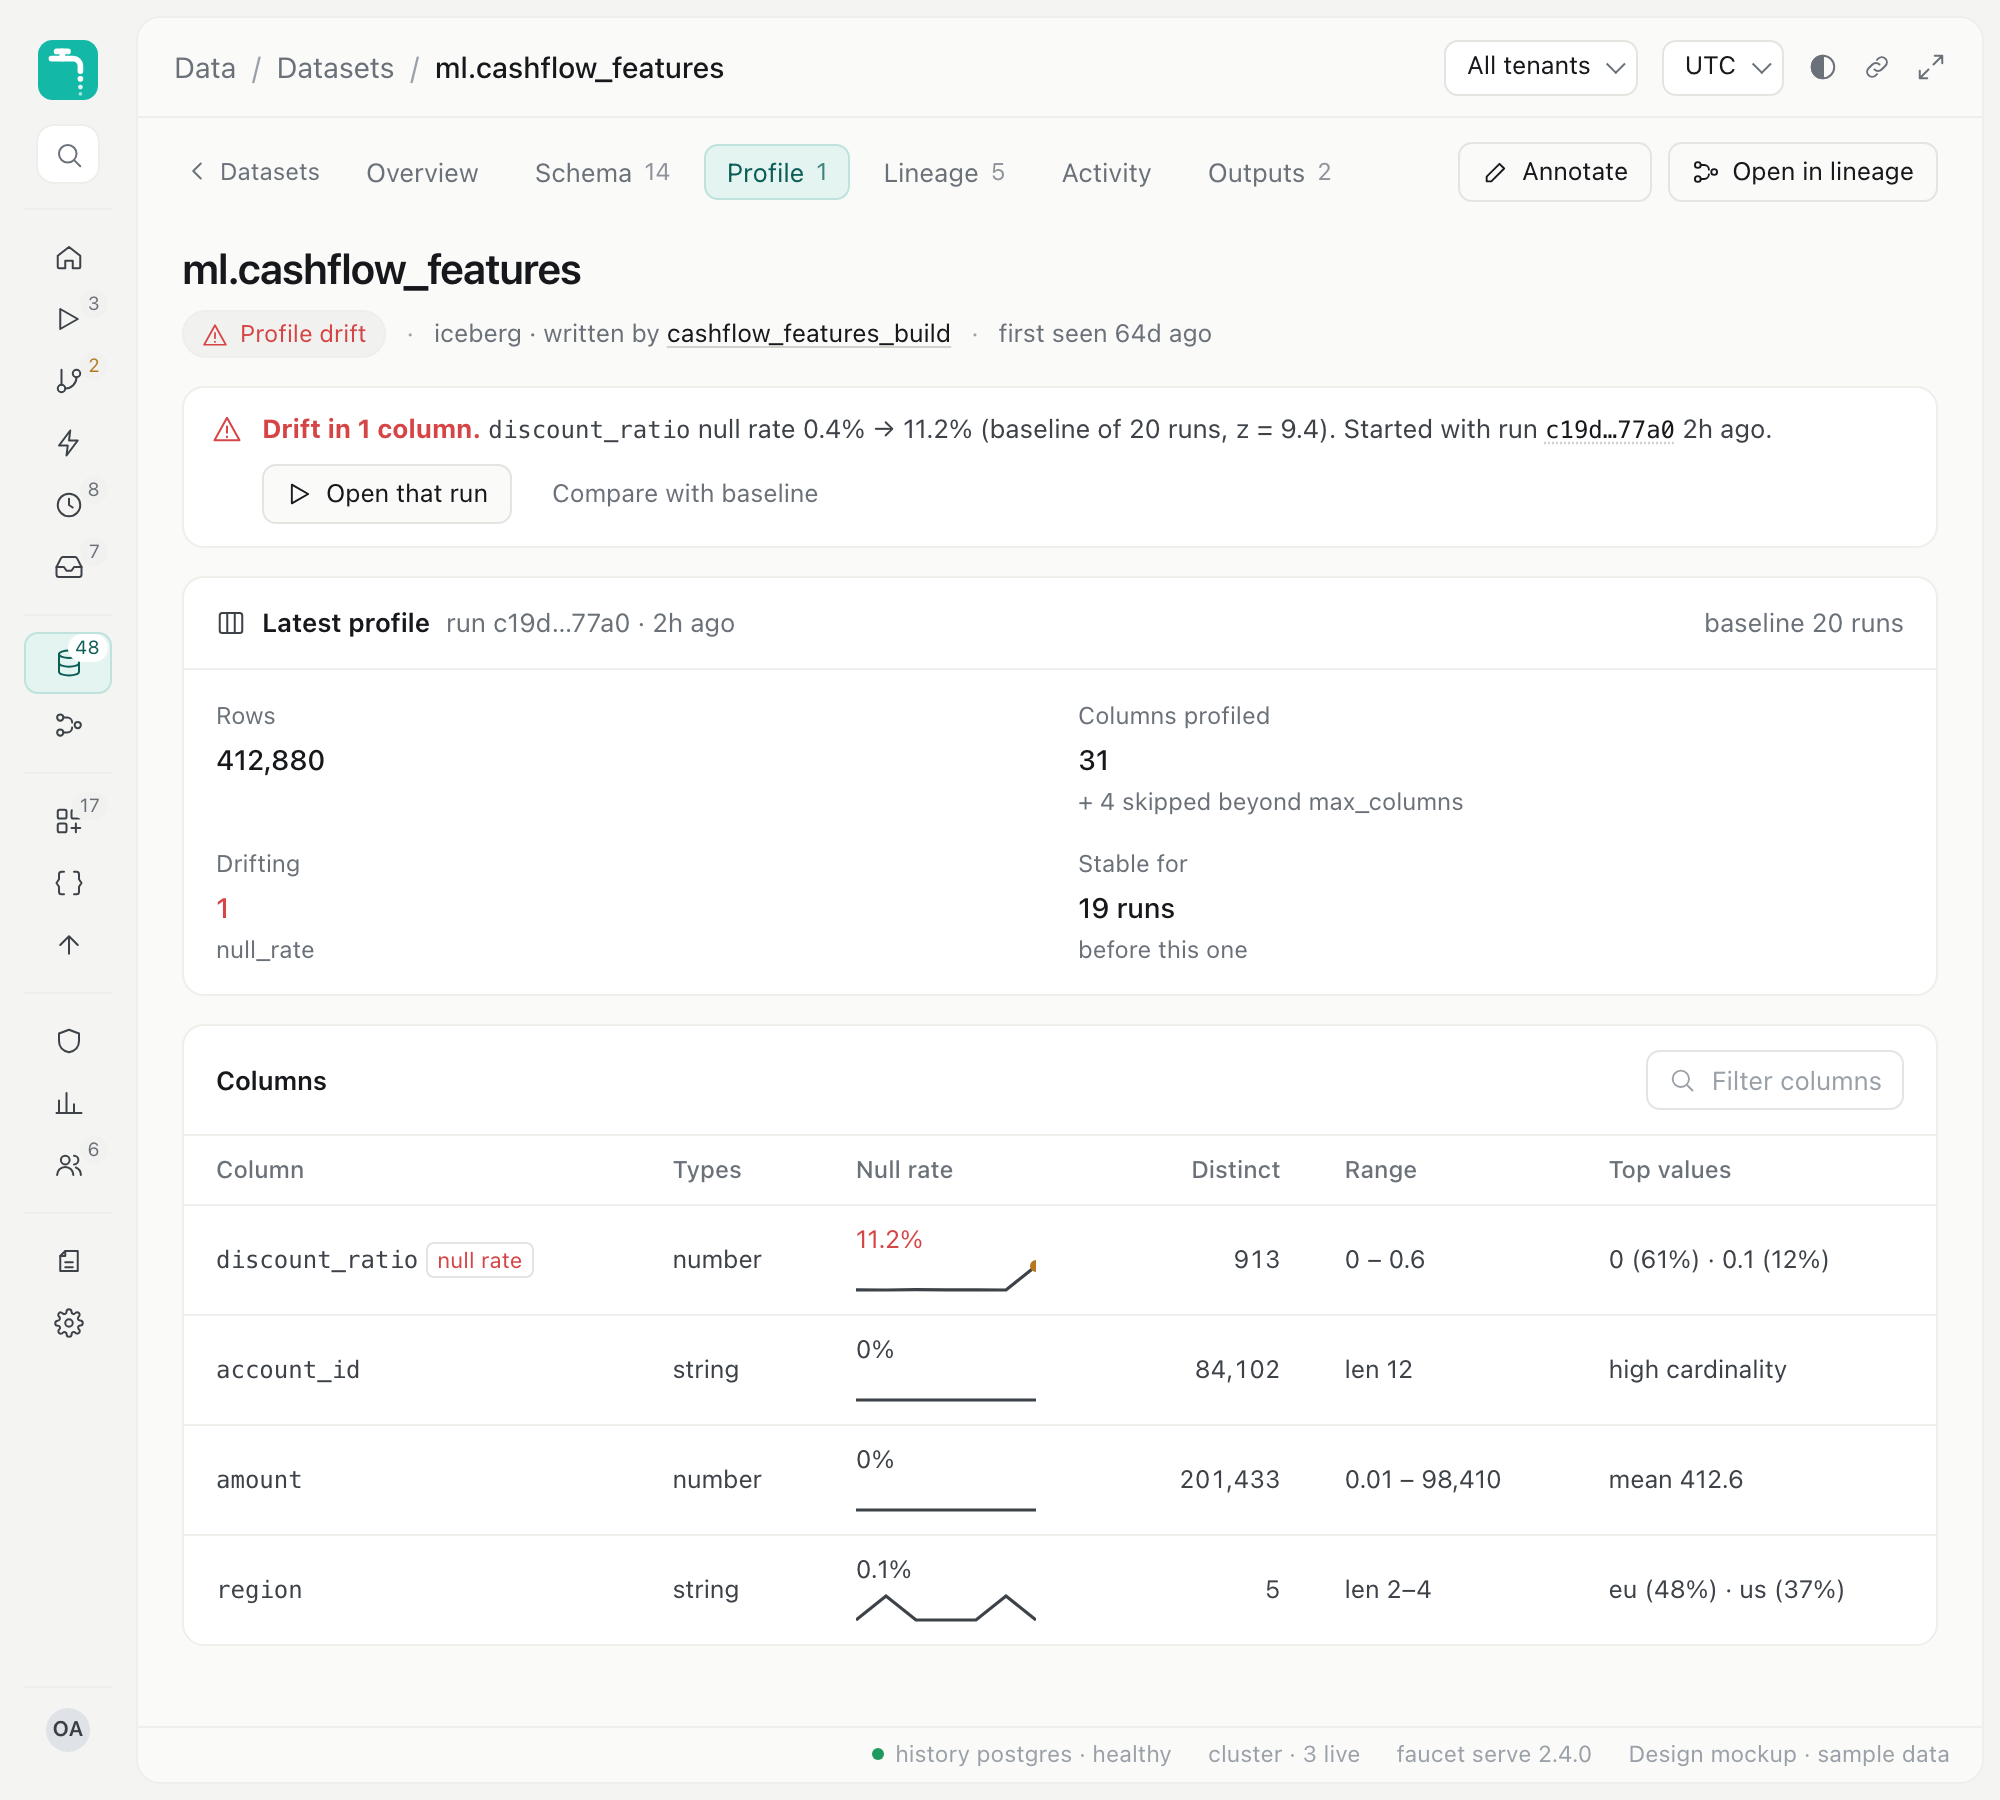 Data / Datasets / ml.cashflow_features
All tenants
UTC
Datasets
Overview
Schema 14
Profile 1
Lineage 5
Activity
Outputs 2
Annotate
Open in lineage
3
2
8
7
48
17
6
OA
ml.cashflow_features
Profile drift · iceberg · written by cashflow_features_build · first seen 64d ago
Drift in 1 column. discount_ratio null rate 0.4% → 11.2% (baseline of 20 runs, z = 9.4). Started with run c19d…77a0 2h ago.
Open that run
Compare with baseline
Latest profile run c19d…77a0 · 2h ago
baseline 20 runs
Rows
412,880
Columns profiled
31
+ 4 skipped beyond max_columns
Drifting
1
null_rate
Stable for
19 runs
before this one
Columns
Filter columns
Column Types Null rate Distinct Range Top values
discount_ratio null rate number 11.2% 913 0 – 0.6 0 (61%) · 0.1 (12%)
account_id string 0% 84,102 len 12 high cardinality
amount number 0% 201,433 0.01 – 98,410 mean 412.6
region string 0.1% 5 len 2–4 eu (48%) · us (37%)
history postgres · healthy
cluster · 3 live
faucet serve 2.4.0
Design mockup · sample data